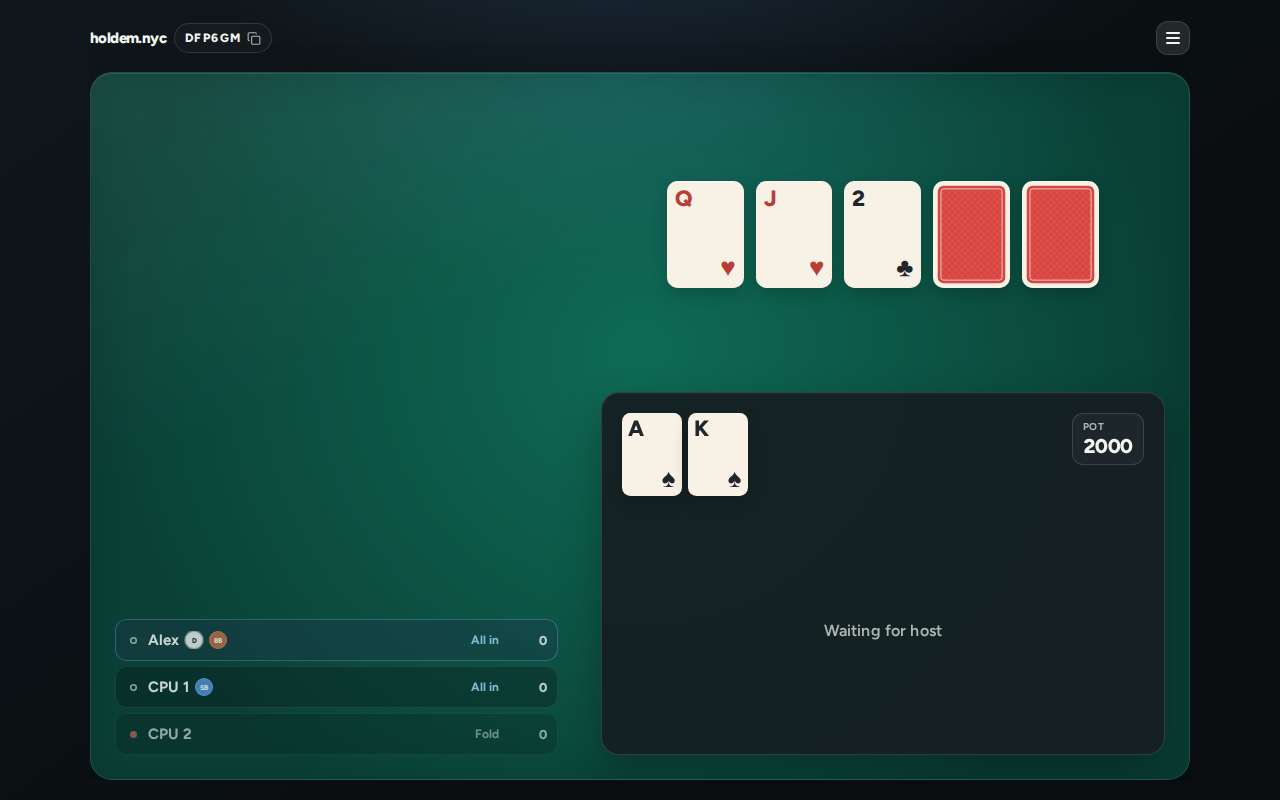 holdem.nyc DFP6GM
Q J 2
A K
POT
2000
Waiting for host
Alex D BB All in 0
CPU 1 SB All in 0
CPU 2 Fold 0